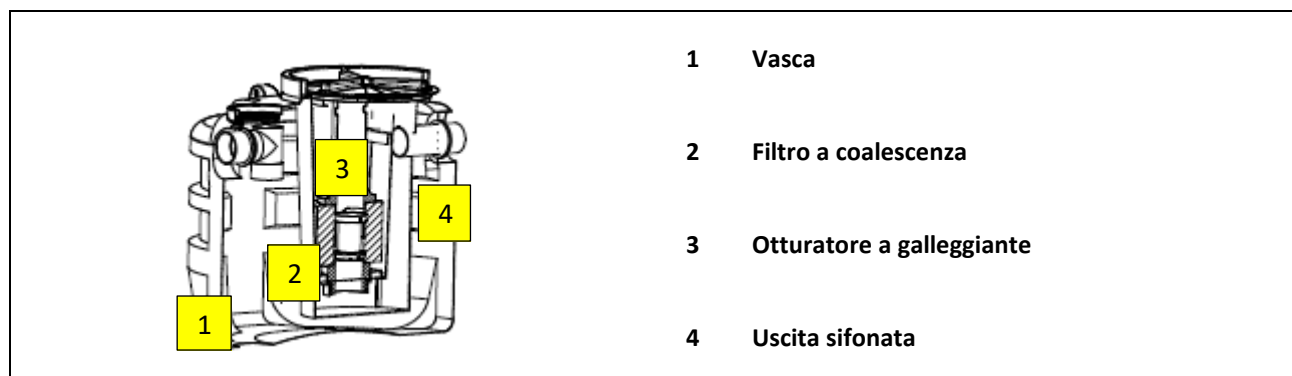 1 Vasca
2 Filtro a coalescenza
3 Otturatore a galleggiante
4 Uscita sifonata
3
4
2
1